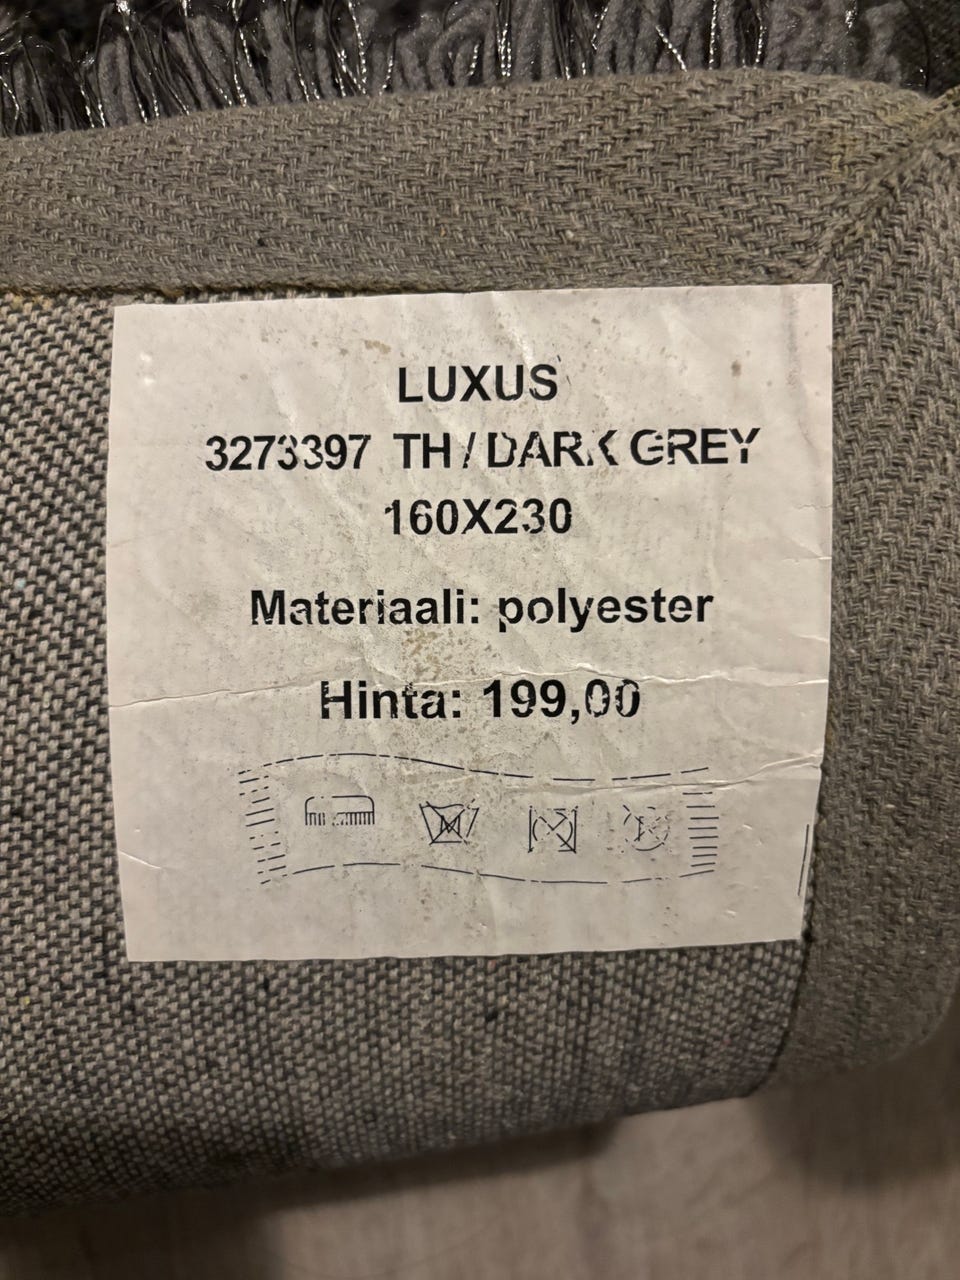 LUXUS
3273397 TH / DARK GREY
160X230
Materiaali: polyester
Hinta: 199,00